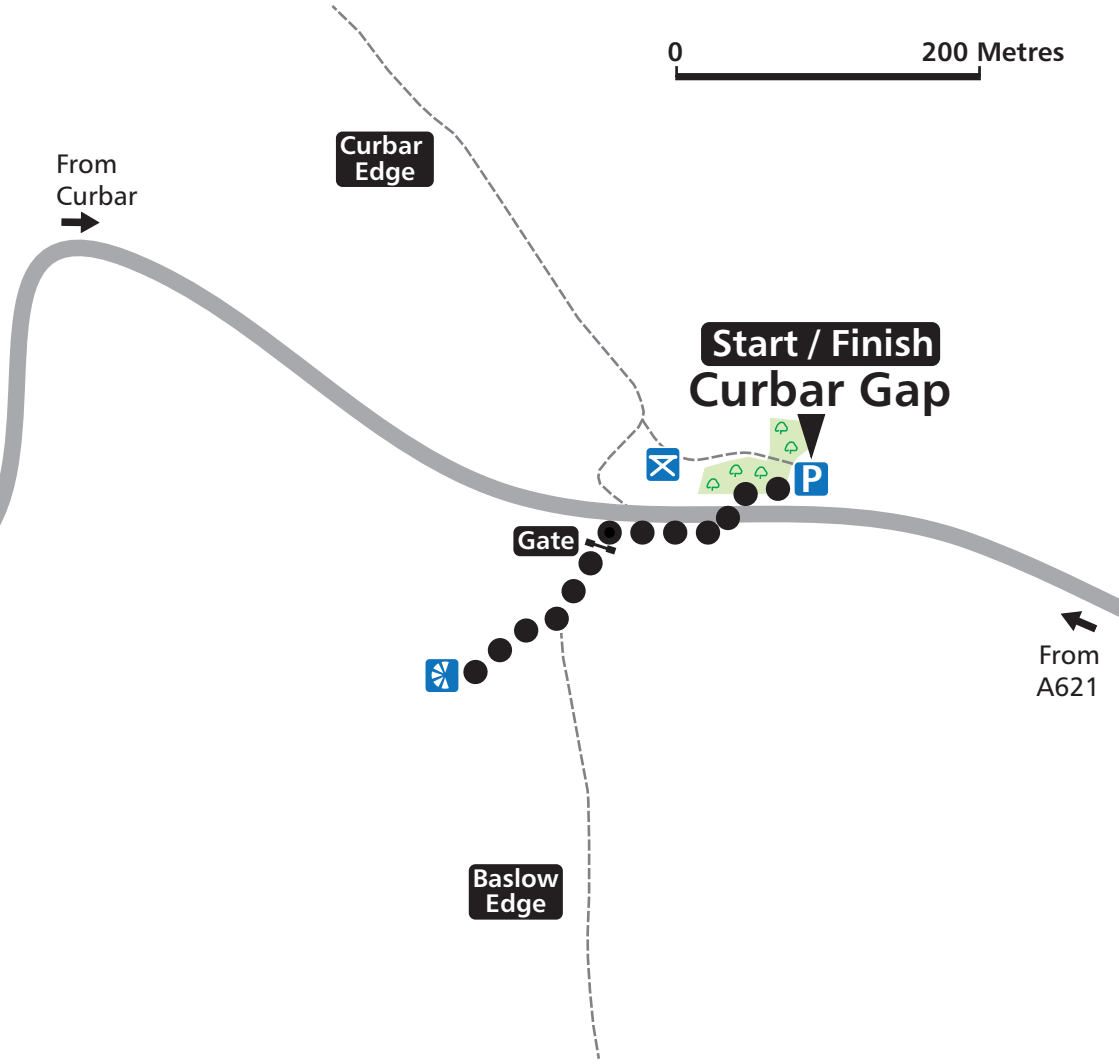 0 200 Metres
Curbar
Edge
From
Curbar
Start / Finish
Curbar Gap
P
Gate
From
A621
Baslow
Edge